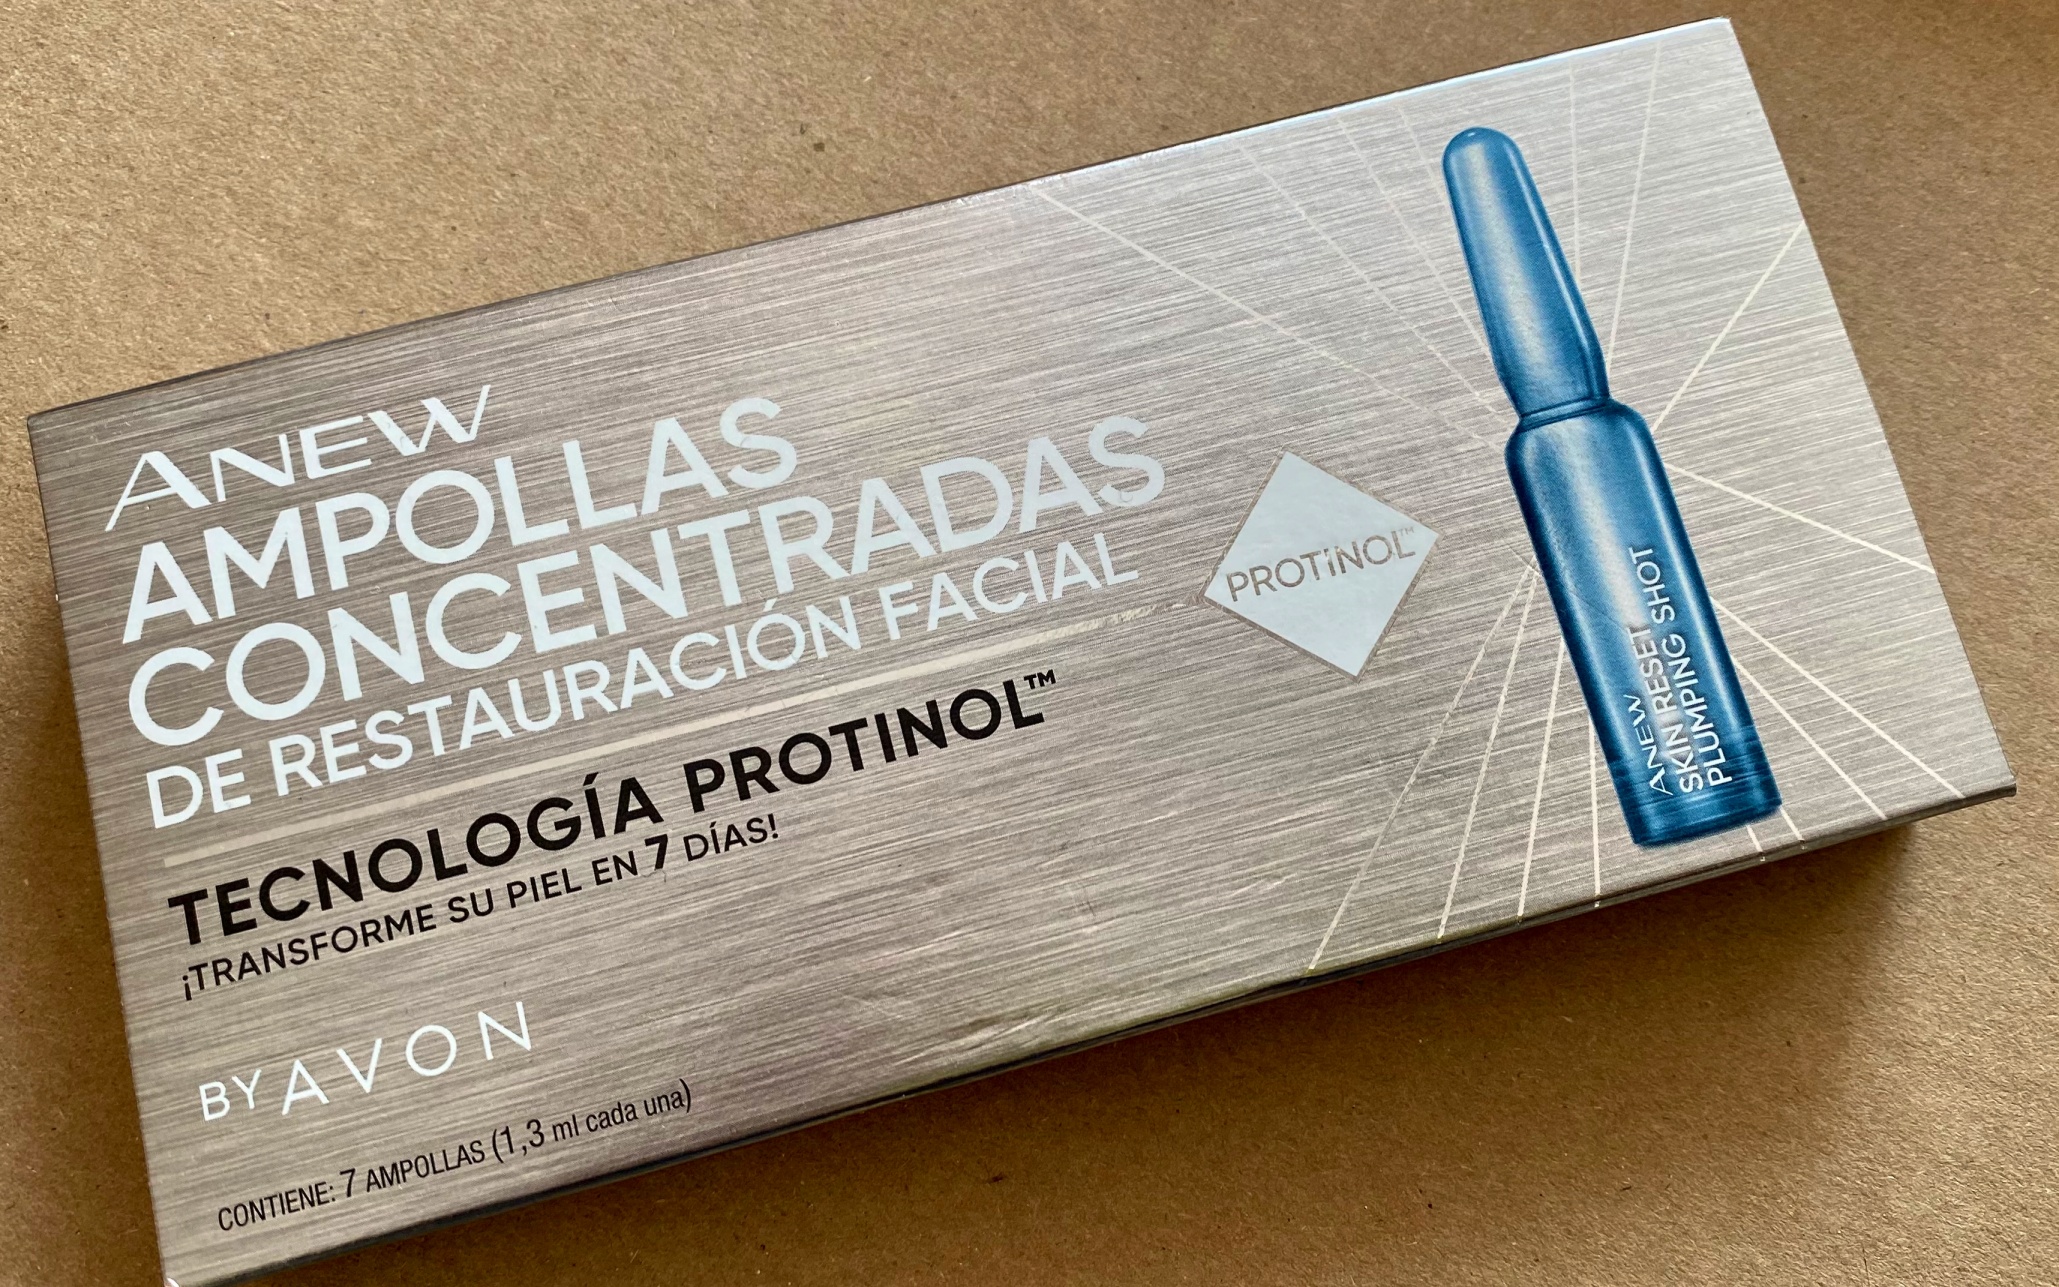 ANEW
AMPOLLAS
CONCENTRADAS
DE RESTAURACIÓN FACIAL
TECNOLOGÍA PROTINOL™
¡TRANSFORME SU PIEL EN 7 DÍAS!
BY AVON
CONTIENE: 7 AMPOLLAS (1,3 ml cada una)
PROTINOL™
ANEW
SKIN RESET
PLUMPING SHOT